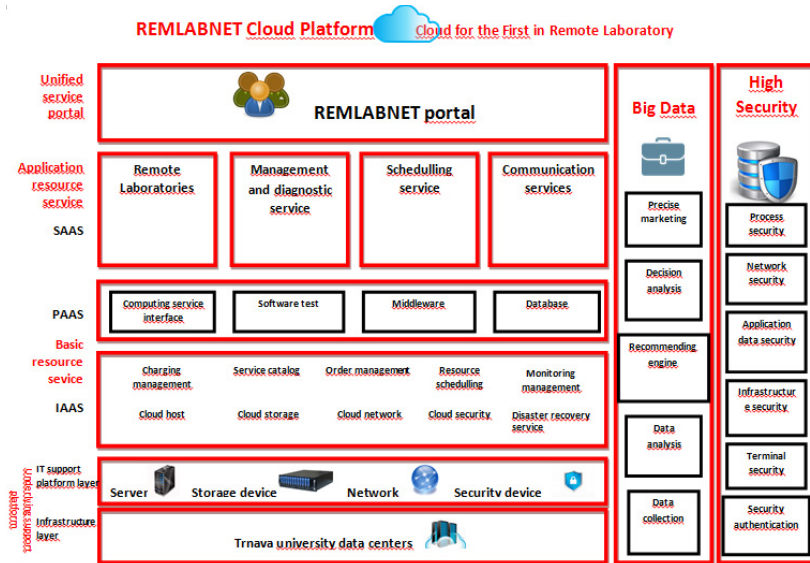 REMLABNET Cloud Platform
Cloud for the First in Remote Laboratory
Unified
service
portal
REMLABNET portal
Application
resource
service
SAAS
Remote
Laboratories
Management
and diagnostic
service
Schedulling
service
Communication
services
PAAS
Computing service
interface
Software test
Middleware
Database
Basic
resource
sevice
IAAS
Charging
management
Service catalog
Order management
Resource
schedulling
Monitoring
management
Cloud host
Cloud storage
Cloud network
Cloud security
Disaster recovery
service
IT support
platform layer
Server
Storage device
Network
Security device
Infrastructure
layer
Trnava university data centers
platform
Big Data
Precise
marketing
Decision
analysis
Recommending
engine
Data
analysis
Data
collection
High
Security
Process
security
Network
security
Application
data security
Infrastructur
e security
Terminal
security
Security
authentication